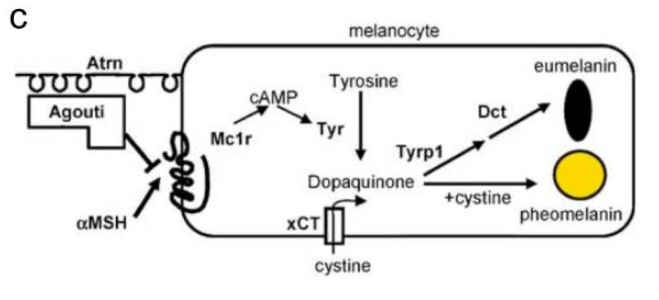 C
melanocyte
Atrn
eumelanin
Tyrosine
cAMP
Agouti
Dct
Mc1r
Tyr
Tyrp1
Dopaquinone
+cystine
αMSH
xCT
pheomelanin
cystine